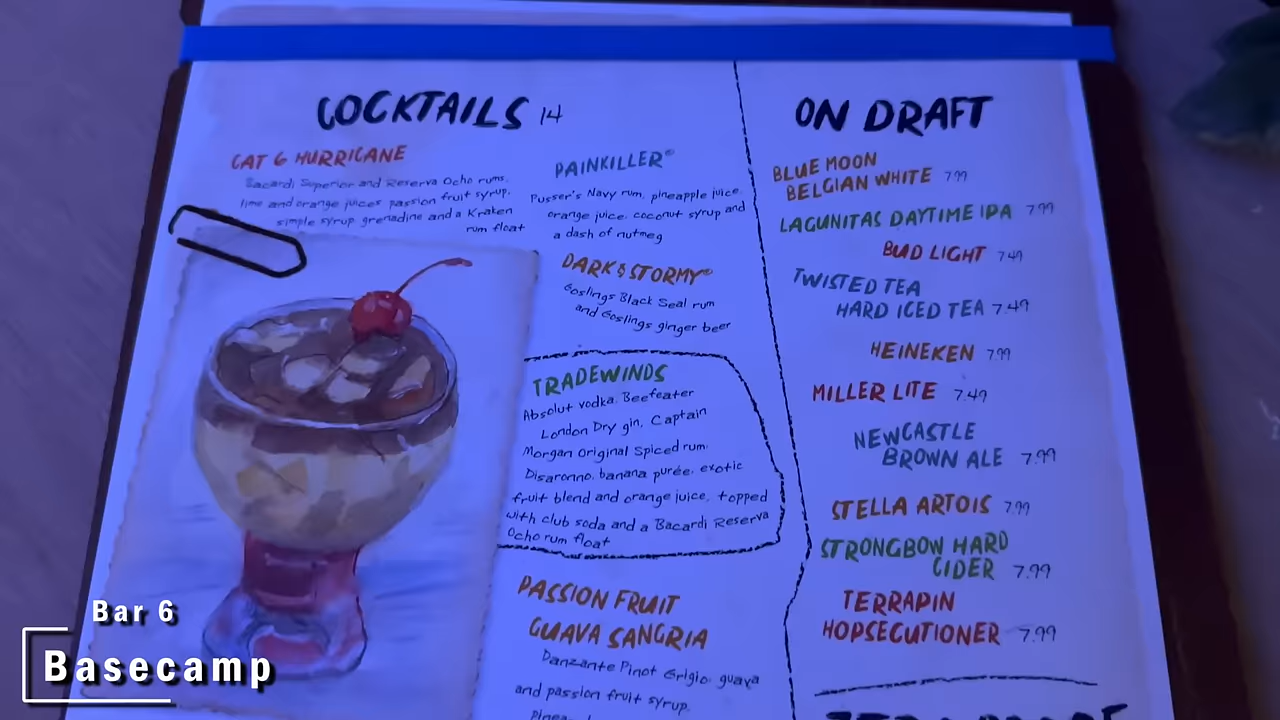 COCKTAILS 14
CAT 6 HURRICANE
Bacardi Superior and Reserva Ocho rums,
lime and orange juices passion fruit syrup,
simple syrup grenadine and a Kraken
rum float
PAINKILLER®
Pusser's Navy rum, pineapple juice,
orange juice, coconut syrup and
a dash of nutmeg
DARK & STORMY®
Goslings Black Seal rum
and Goslings ginger beer
TRADEWINDS
Absolut vodka, Beefeater
London Dry gin, Captain
Morgan Original Spiced rum,
Disaronno, banana purée, exotic
fruit blend and orange juice, topped
with club soda and a Bacardi Reserva
Ocho rum float
PASSION FRUIT
GUAVA SANGRIA
Danzante Pinot Grigio, guava
and passion fruit syrup,
ON DRAFT
BLUE MOON
BELGIAN WHITE 7.99
LAGUNITAS DAYTIME IPA 7.99
BUD LIGHT 7.49
TWISTED TEA
HARD ICED TEA 7.49
HEINEKEN 7.99
MILLER LITE 7.49
NEWCASTLE
BROWN ALE 7.99
STELLA ARTOIS 7.99
STRONGBOW HARD
CIDER 7.99
TERRAPIN
HOPSECUTIONER 7.99
Bar 6
Basecamp